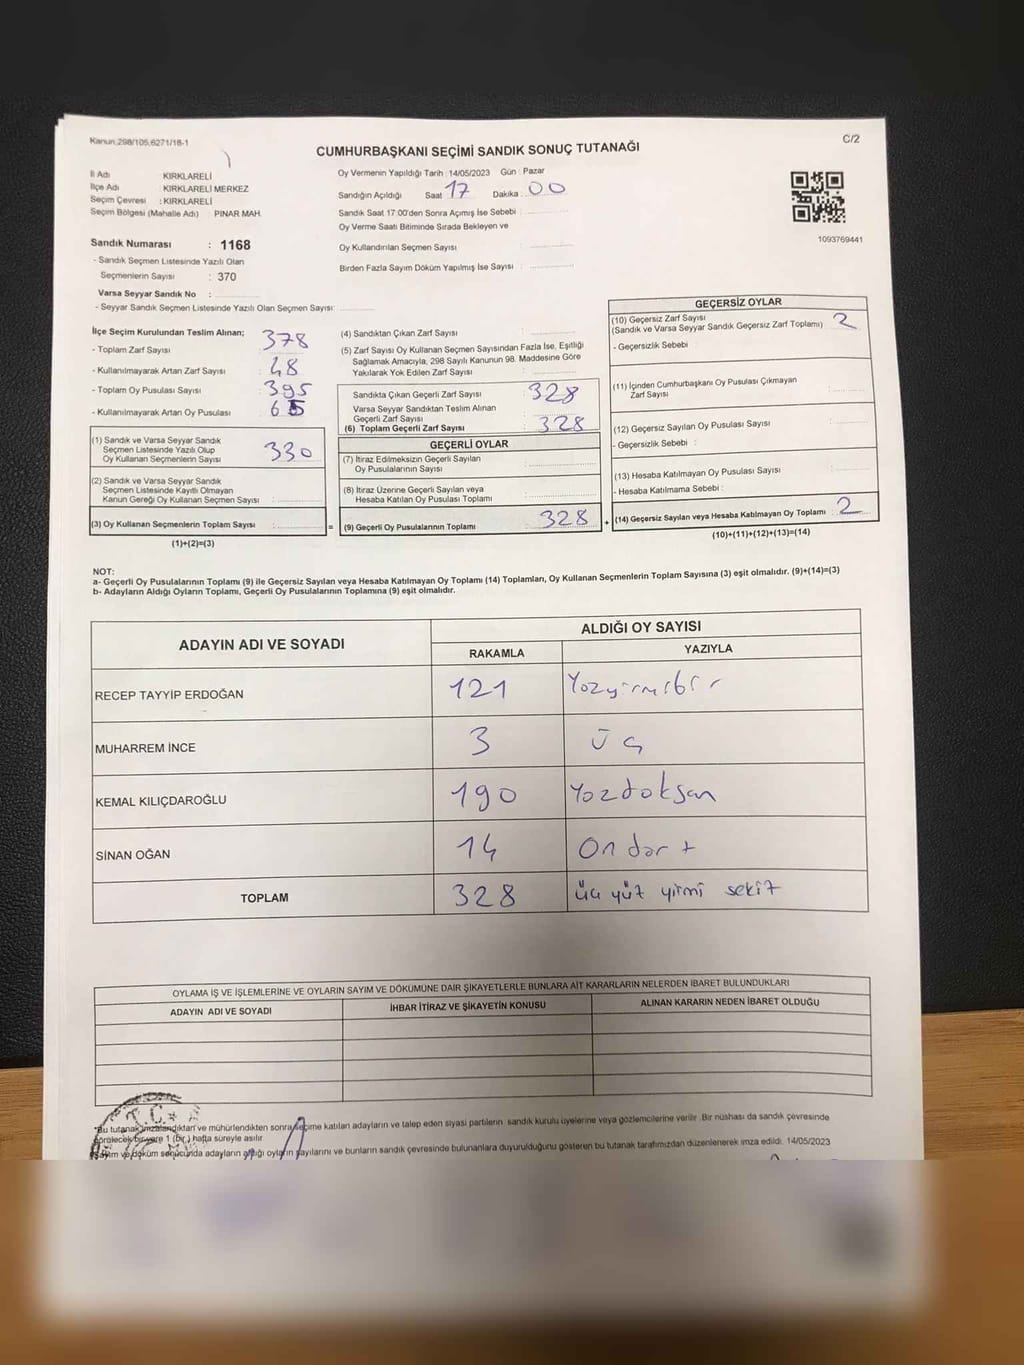 Kanun,298/105,6271/18-1
C/2
CUMHURBAŞKANI SEÇİMİ SANDIK SONUÇ TUTANAĞI
İl Adı KIRKLARELİ
İlçe Adı KIRKLARELİ MERKEZ
Seçim Çevresi : KIRKLARELİ
Seçim Bölgesi (Mahalle Adı) PINAR MAH.
Sandık Numarası : 1168
- Sandık Seçmen Listesinde Yazılı Olan
Seçmenlerin Sayısı : 370
Varsa Seyyar Sandık No :
- Seyyar Sandık Seçmen Listesinde Yazılı Olan Seçmen Sayısı:
Oy Vermenin Yapıldığı Tarih : 14/05/2023 Gün : Pazar
Sandığın Açıldığı Saat 17 Dakika : 00
Sandık Saat 17:00'den Sonra Açımış İse Sebebi :
Oy Verme Saati Bitiminde Sırada Bekleyen ve
Oy Kullandırılan Seçmen Sayısı :
Birden Fazla Sayım Döküm Yapılmış İse Sayısı :
1093769441
İlçe Seçim Kurulundan Teslim Alınan;
- Toplam Zarf Sayısı 378
- Kullanılmayarak Artan Zarf Sayısı 48
- Toplam Oy Pusulası Sayısı 395
- Kullanılmayarak Artan Oy Pusulası 65
(1) Sandık ve Varsa Seyyar Sandık
Seçmen Listesinde Yazılı Olup
Oy Kullanan Seçmenlerin Sayısı 330
(2) Sandık ve Varsa Seyyar Sandık
Seçmen Listesinde Kayıtlı Olmayan
Kanun Gereği Oy Kullanan Seçmen Sayısı :
(3) Oy Kullanan Seçmenlerin Toplam Sayısı :
(1)+(2)=(3)
(4) Sandıktan Çıkan Zarf Sayısı :
(5) Zarf Sayısı Oy Kullanan Seçmen Sayısından Fazla İse, Eşitliği
Sağlamak Amacıyla, 298 Sayılı Kanunun 98. Maddesine Göre
Yakılarak Yok Edilen Zarf Sayısı :
Sandıkta Çıkan Geçerli Zarf Sayısı : 328
Varsa Seyyar Sandıktan Teslim Alınan
Geçerli Zarf Sayısı :
(6) Toplam Geçerli Zarf Sayısı : 328
GEÇERLİ OYLAR
(7) İtiraz Edilmeksizin Geçerli Sayılan
Oy Pusulalarının Sayısı :
(8) İtiraz Üzerine Geçerli Sayılan veya
Hesaba Katılan Oy Pusulası Toplamı :
= (9) Geçerli Oy Pusulalarının Toplamı : 328 +
GEÇERSİZ OYLAR
(10) Geçersiz Zarf Sayısı
(Sandık ve Varsa Seyyar Sandık Geçersiz Zarf Toplamı) : 2
- Geçersizlik Sebebi
(11) İçinden Cumhurbaşkanı Oy Pusulası Çıkmayan
Zarf Sayısı :
(12) Geçersiz Sayılan Oy Pusulası Sayısı :
- Geçersizlik Sebebi :
(13) Hesaba Katılmayan Oy Pusulası Sayısı :
- Hesaba Katılmama Sebebi :
(14) Geçersiz Sayılan veya Hesaba Katılmayan Oy Toplamı : 2
(10)+(11)+(12)+(13)=(14)
NOT:
a- Geçerli Oy Pusulalarının Toplamı (9) ile Geçersiz Sayılan veya Hesaba Katılmayan Oy Toplamı (14) Toplamları, Oy Kullanan Seçmenlerin Toplam Sayısına (3) eşit olmalıdır. (9)+(14)=(3)
b- Adayların Aldığı Oyların Toplamı, Geçerli Oy Pusulalarının Toplamına (9) eşit olmalıdır.
ADAYIN ADI VE SOYADI ALDIĞI OY SAYISI
RAKAMLA YAZIYLA
RECEP TAYYİP ERDOĞAN 121 Yüzyirmibir
MUHARREM İNCE 3 üç
KEMAL KILIÇDAROĞLU 190 Yüzdoksan
SİNAN OĞAN 14 Ondört
TOPLAM 328 üç yüz yirmi sekiz
OYLAMA İŞ VE İŞLEMLERİNE VE OYLARIN SAYIM VE DÖKÜMÜNE DAİR ŞİKAYETLERLE BUNLARA AİT KARARLARIN NELERDEN İBARET BULUNDUKLARI
ADAYIN ADI VE SOYADI İHBAR İTİRAZ VE ŞİKAYETİN KONUSU ALINAN KARARIN NEDEN İBARET OLDUĞU
T.C.
*Bu tutanak imzalandıktan ve mühürlendikten sonra seçime katılan adayların ve talep eden siyasi partilerin sandık kurulu üyelerine veya gözlemcilerine verilir. Bir nüshası da sandık çevresinde
görülecek bir yere 1 (bir) hafta süreyle asılır.
Sayım ve döküm sonucunda adayların aldığı oyların sayılarını ve bunların sandık çevresinde bulunanlara duyurulduğunu gösteren bu tutanak tarafımızdan düzenlenerek imza edildi. 14/05/2023